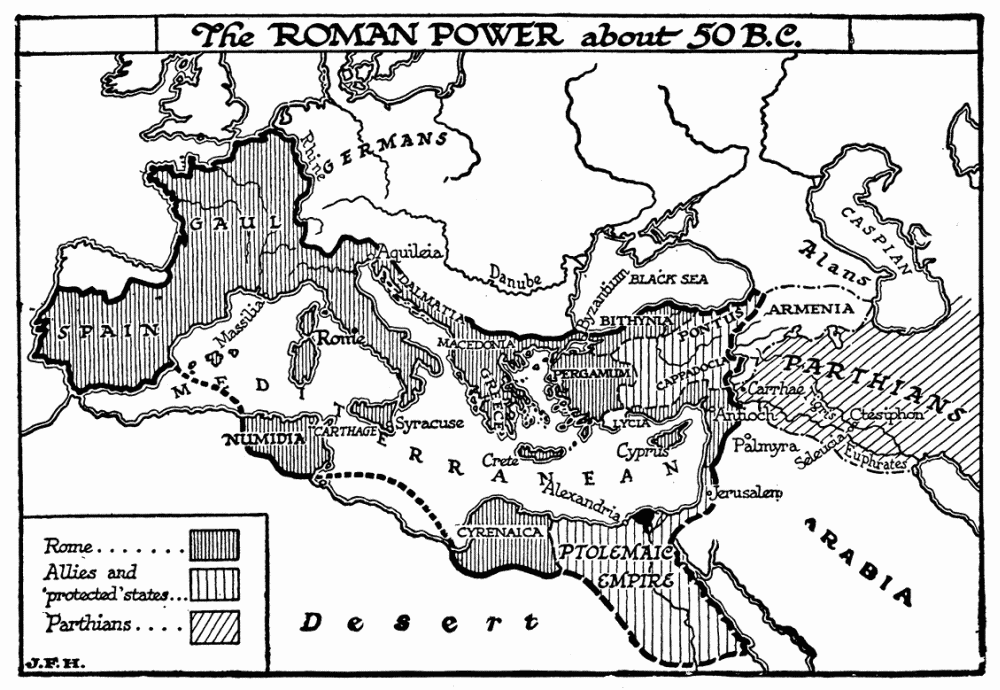 The ROMAN POWER about 50 B.C.
GERMANS
Rhine
GAUL
Aquileia
DALMATIA
Danube
Byzantium
BLACK SEA
Alans
CASPIAN
SPAIN
Massilia
Rome
MACEDONIA
GREECE
BITHYNIA
PONTUS
ARMENIA
PERGAMUM
CAPPADOCIA
PARTHIANS
Carrhae
Tigris
Ctesiphon
Antioch
NUMIDIA
CARTHAGE
Syracuse
LYCIA
Cyprus
Palmyra
Seleucia
Euphrates
Crete
MEDITERRANEAN
Alexandria
Jerusalem
CYRENAICA
PTOLEMAIC
EMPIRE
ARABIA
Desert
Rome.......
Allies and
'protected' states...
Parthians....
J.F.H.